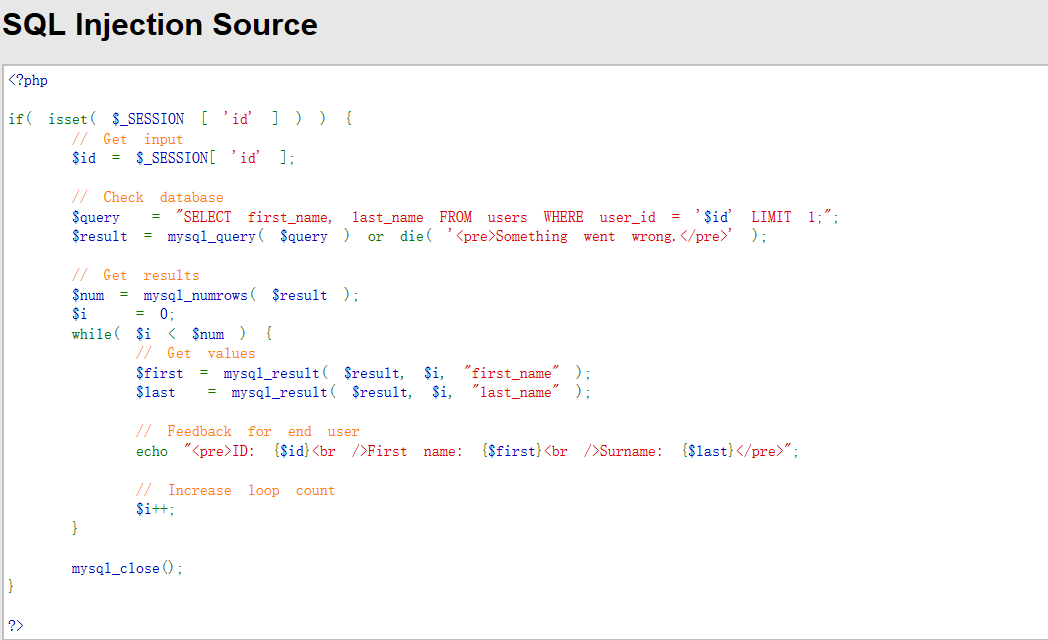 SQL Injection Source
<?php
if( isset( $_SESSION [ 'id' ] ) ) {
// Get input
$id = $_SESSION[ 'id' ];
// Check database
$query = "SELECT first_name, last_name FROM users WHERE user_id = '$id' LIMIT 1;";
$result = mysql_query( $query ) or die( '<pre>Something went wrong.</pre>' );
// Get results
$num = mysql_numrows( $result );
$i = 0;
while( $i < $num ) {
// Get values
$first = mysql_result( $result, $i, "first_name" );
$last = mysql_result( $result, $i, "last_name" );
// Feedback for end user
echo "<pre>ID: {$id}<br />First name: {$first}<br />Surname: {$last}</pre>";
// Increase loop count
$i++;
}
mysql_close();
}
?>